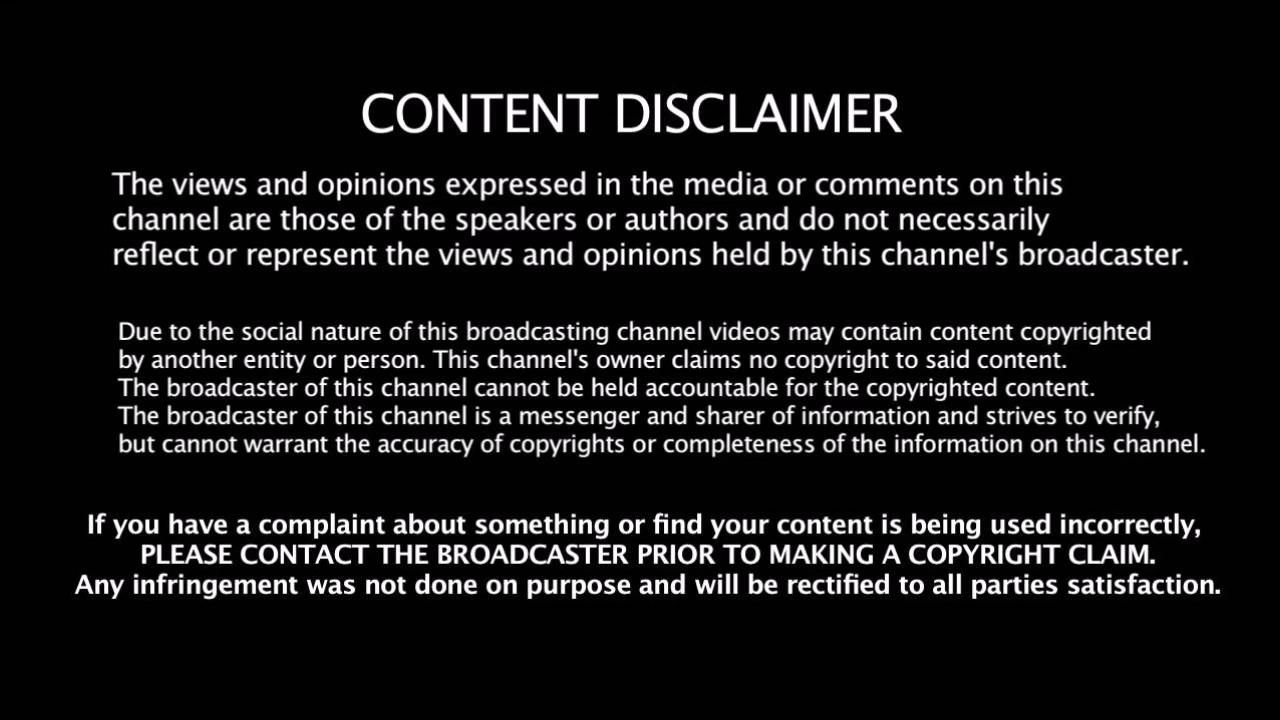 CONTENT DISCLAIMER
The views and opinions expressed in the media or comments on this
channel are those of the speakers or authors and do not necessarily
reflect or represent the views and opinions held by this channel's broadcaster.
Due to the social nature of this broadcasting channel videos may contain content copyrighted
by another entity or person. This channel's owner claims no copyright to said content.
The broadcaster of this channel cannot be held accountable for the copyrighted content.
The broadcaster of this channel is a messenger and sharer of information and strives to verify,
but cannot warrant the accuracy of copyrights or completeness of the information on this channel.
If you have a complaint about something or find your content is being used incorrectly,
PLEASE CONTACT THE BROADCASTER PRIOR TO MAKING A COPYRIGHT CLAIM.
Any infringement was not done on purpose and will be rectified to all parties satisfaction.